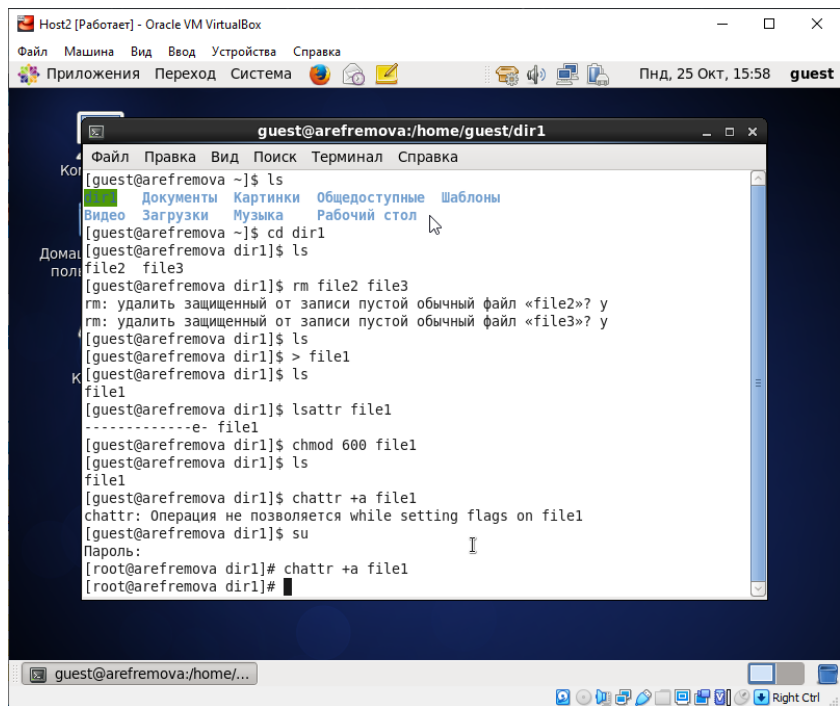 Host2 [Работает] - Oracle VM VirtualBox
Файл Машина Вид Ввод Устройства Справка
Приложения Переход Система Пнд, 25 Окт, 15:58 guest
guest@arefremova:/home/guest/dir1
Файл Правка Вид Поиск Терминал Справка
[guest@arefremova ~]$ ls
dir1 Документы Картинки Общедоступные Шаблоны
Видео Загрузки Музыка Рабочий стол
[guest@arefremova ~]$ cd dir1
[guest@arefremova dir1]$ ls
file2 file3
[guest@arefremova dir1]$ rm file2 file3
rm: удалить защищенный от записи пустой обычный файл «file2»? y
rm: удалить защищенный от записи пустой обычный файл «file3»? y
[guest@arefremova dir1]$ ls
[guest@arefremova dir1]$ > file1
[guest@arefremova dir1]$ ls
file1
[guest@arefremova dir1]$ lsattr file1
-------------e- file1
[guest@arefremova dir1]$ chmod 600 file1
[guest@arefremova dir1]$ ls
file1
[guest@arefremova dir1]$ chattr +a file1
chattr: Операция не позволяется while setting flags on file1
[guest@arefremova dir1]$ su
Пароль:
[root@arefremova dir1]# chattr +a file1
[root@arefremova dir1]#
guest@arefremova:/home/...
Right Ctrl